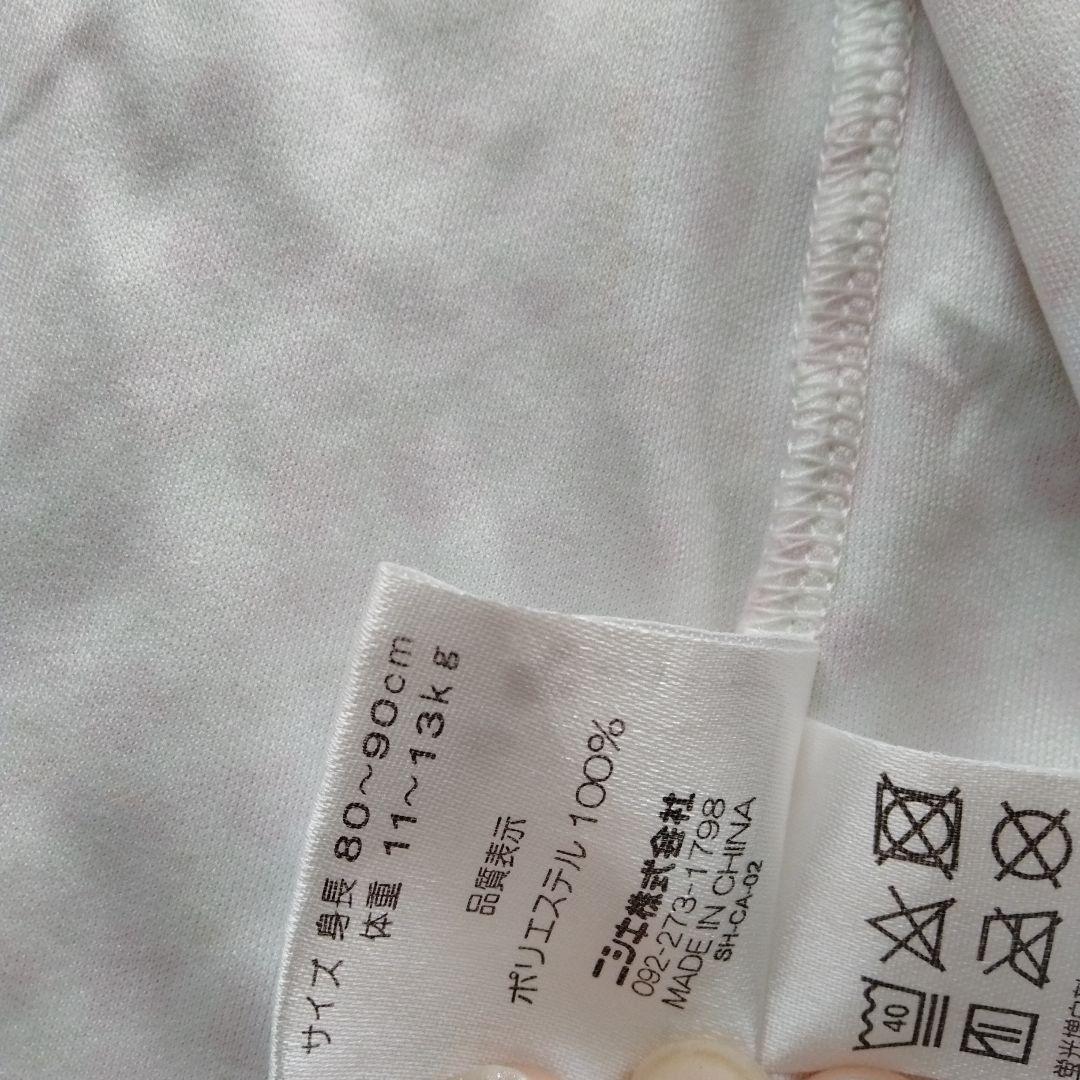 サイズ 身長 80～90cm
体重 11～13kg
品質表示
ポリエステル 100%
ニシキ株式会社
092-273-1798
MADE IN CHINA
SH-CA-02
40